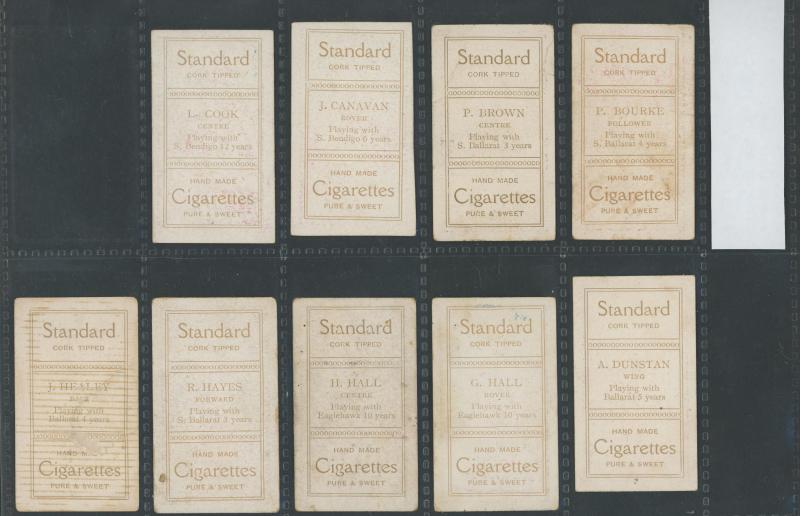 Standard
CORK TIPPED
L. COOK
CENTRE
Playing with
S. Bendigo 12 years
HAND MADE
Cigarettes
PURE & SWEET
Standard
CORK TIPPED
J. CANAVAN
ROVER
Playing with
S. Bendigo 6 years
HAND MADE
Cigarettes
PURE & SWEET
Standard
CORK TIPPED
P. BROWN
CENTRE
Playing with
S. Ballarat 3 years
HAND MADE
Cigarettes
PURE & SWEET
Standard
CORK TIPPED
P. BOURKE
FOLLOWER
Playing with
S. Ballarat 4 years
HAND MADE
Cigarettes
PURE & SWEET
Standard
CORK TIPPED
J. HEALEY
BACK
Playing with
Ballarat 4 years
HAND
Cigarettes
PURE & SWEET
Standard
CORK TIPPED
R. HAYES
FORWARD
Playing with
S. Ballarat 3 years
HAND MADE
Cigarettes
PURE & SWEET
Standard
CORK TIPPED
H. HALL
CENTRE
Playing with
Eaglehawk 10 years
HAND MADE
Cigarettes
PURE & SWEET
Standard
CORK TIPPED
G. HALL
ROVER
Playing with
Eaglehawk 10 years
HAND MADE
Cigarettes
PURE & SWEET
Standard
CORK TIPPED
A. DUNSTAN
WING
Playing with
Ballarat 5 years
HAND MADE
Cigarettes
PURE & SWEET